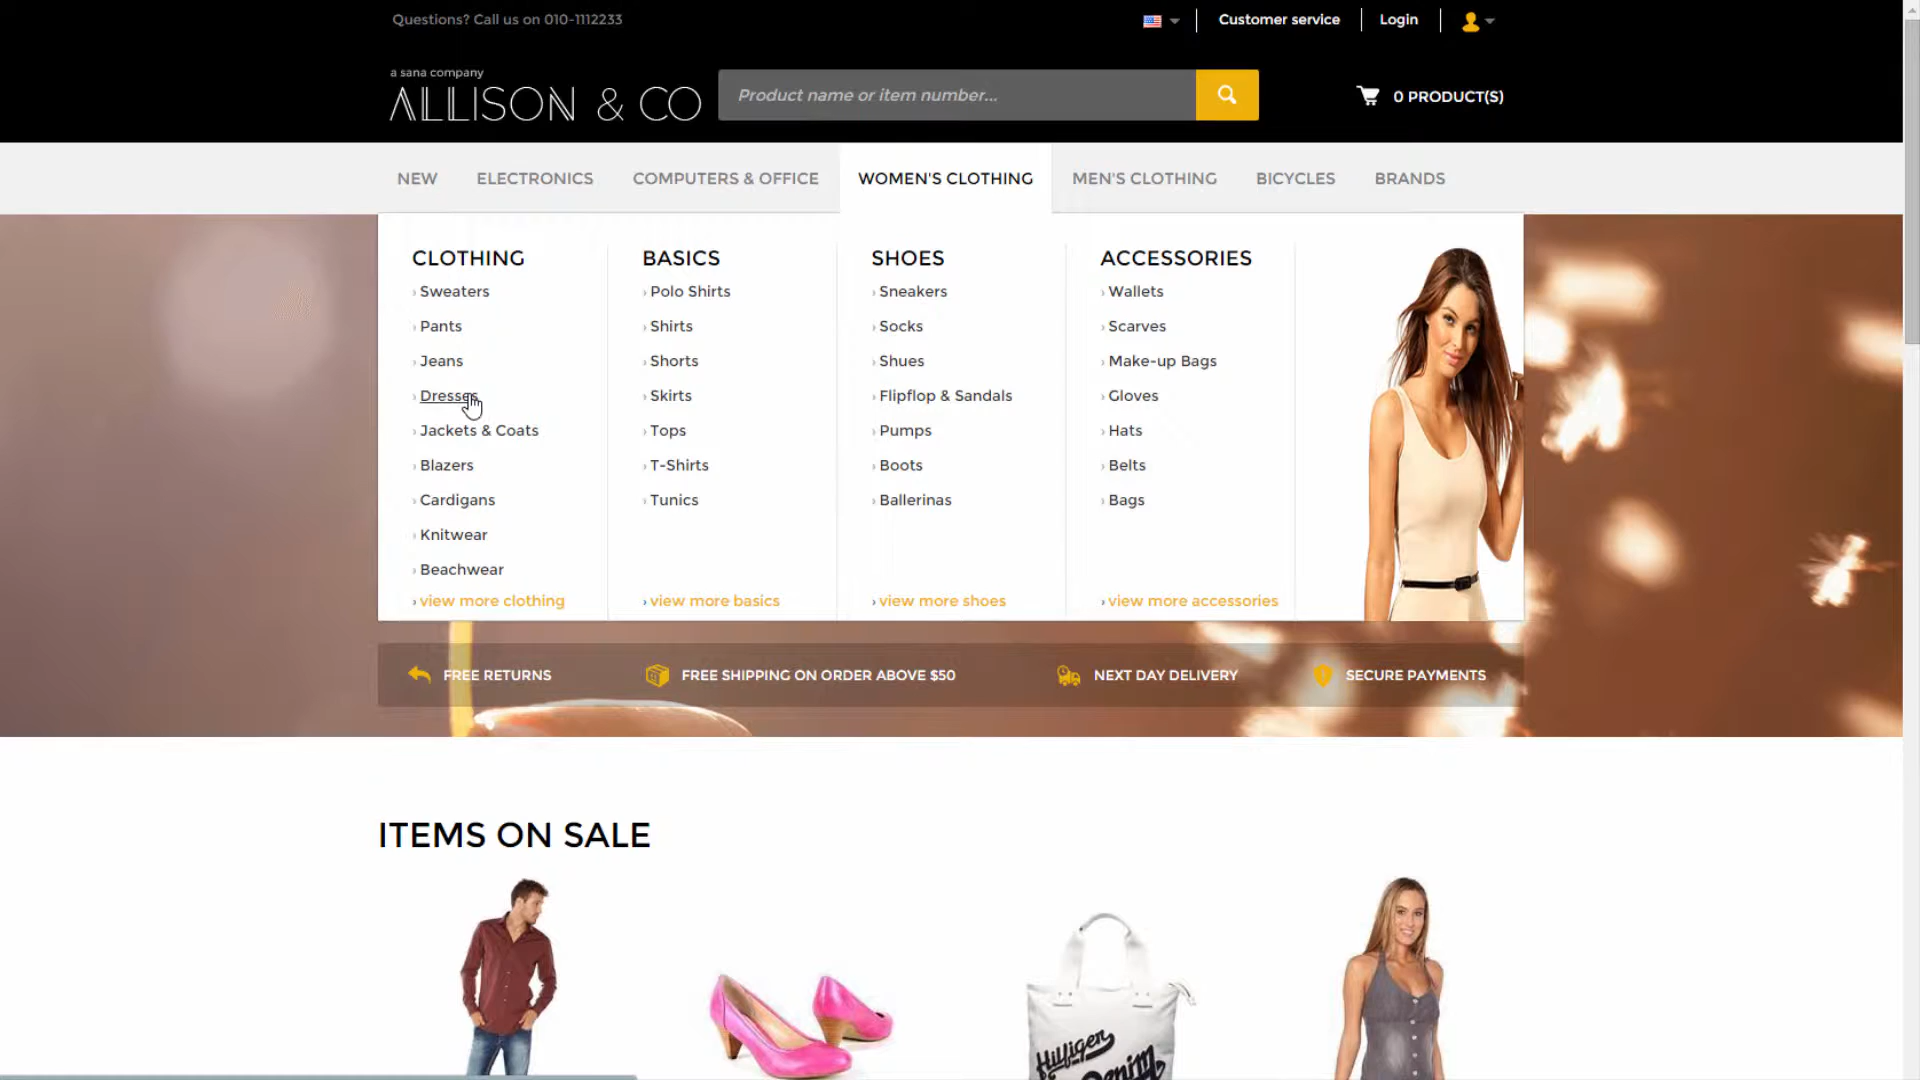 Questions? Call us on 010-1112233
Customer service
Login
a sana company
ALLISON & CO
Product name or item number...
0 PRODUCT(S)
NEW
ELECTRONICS
COMPUTERS & OFFICE
WOMEN'S CLOTHING
MEN'S CLOTHING
BICYCLES
BRANDS
CLOTHING
› Sweaters
› Pants
› Jeans
› Dresses
› Jackets & Coats
› Blazers
› Cardigans
› Knitwear
› Beachwear
› view more clothing
BASICS
› Polo Shirts
› Shirts
› Shorts
› Skirts
› Tops
› T-Shirts
› Tunics
› view more basics
SHOES
› Sneakers
› Socks
› Shues
› Flipflop & Sandals
› Pumps
› Boots
› Ballerinas
› view more shoes
ACCESSORIES
› Wallets
› Scarves
› Make-up Bags
› Gloves
› Hats
› Belts
› Bags
› view more accessories
FREE RETURNS
FREE SHIPPING ON ORDER ABOVE $50
NEXT DAY DELIVERY
SECURE PAYMENTS
ITEMS ON SALE
Hilfiger
Denim